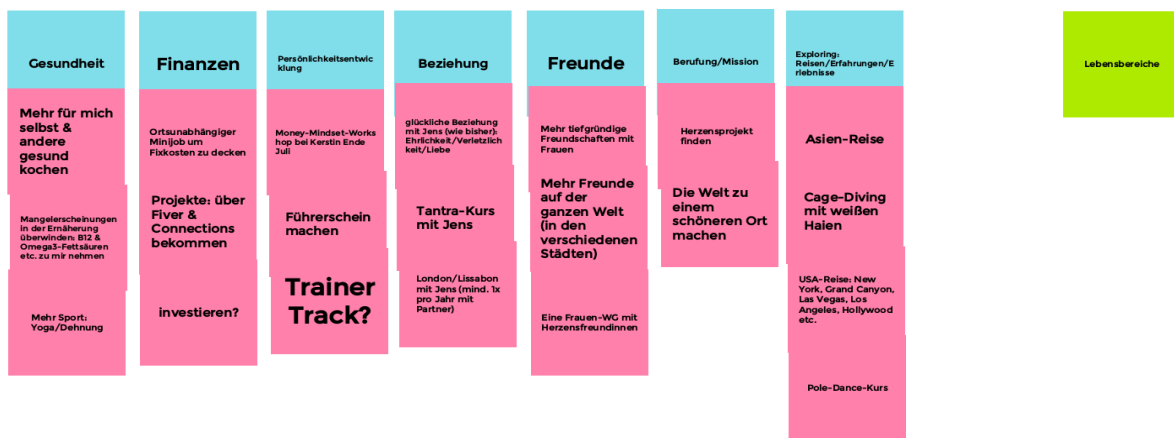 Gesundheit
Mehr für mich
selbst &
andere
gesund
kochen
Mangelerscheinungen
in der Ernäherung
überwinden: B12 &
Omega3-Fettsäuren
etc. zu mir nehmen
Mehr Sport:
Yoga/Dehnung
Finanzen
Ortsunabhängiger
Minijob um
Fixkosten zu decken
Projekte: über
Fiver &
Connections
bekommen
investieren?
Persönlichkeitsentwic
klung
Money-Mindset-Works
hop bei Kerstin Ende
Juli
Führerschein
machen
Trainer
Track?
Beziehung
glückliche Beziehung
mit Jens (wie bisher):
Ehrlichkeit/Verletzlich
keit/Liebe
Tantra-Kurs
mit Jens
London/Lissabon
mit Jens (mind. 1x
pro Jahr mit
Partner)
Freunde
Mehr tiefgründige
Freundschaften mit
Frauen
Mehr Freunde
auf der
ganzen Welt
(in den
verschiedenen
Städten)
Eine Frauen-WG mit
Herzensfreundinnen
Berufung/Mission
Herzensprojekt
finden
Die Welt zu
einem
schöneren Ort
machen
Exploring:
Reisen/Erfahrungen/E
rlebnisse
Asien-Reise
Cage-Diving
mit weißen
Haien
USA-Reise: New
York, Grand Canyon,
Las Vegas, Los
Angeles, Hollywood
etc.
Pole-Dance-Kurs
Lebensbereiche